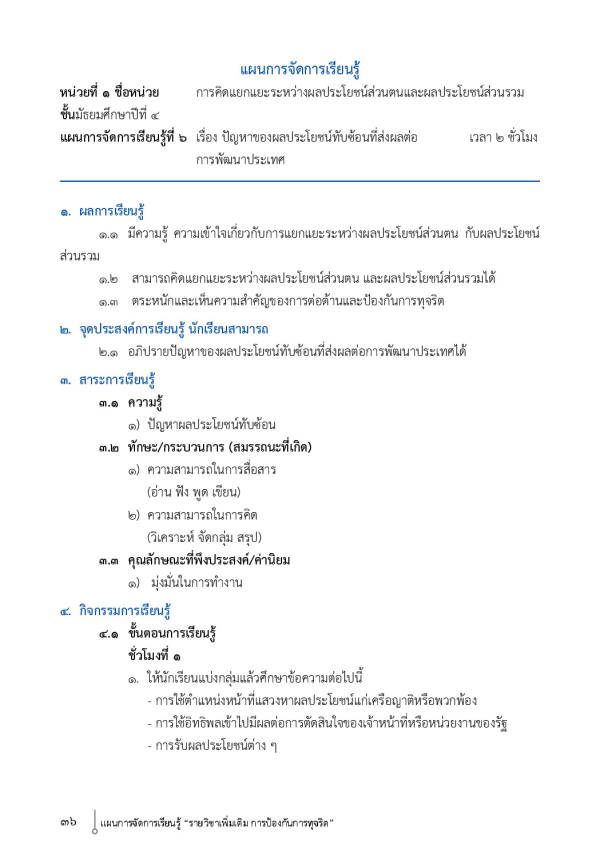 แผนการจัดการเรียนรู้
หน่วยที่ ๑ ชื่อหน่วย การคิดแยกแยะระหว่างผลประโยชน์ส่วนตนและผลประโยชน์ส่วนรวม
ชั้นมัธยมศึกษาปีที่ ๔
แผนการจัดการเรียนรู้ที่ ๖ เรื่อง ปัญหาของผลประโยชน์ทับซ้อนที่ส่งผลต่อ เวลา ๒ ชั่วโมง
การพัฒนาประเทศ
๑. ผลการเรียนรู้
๑.๑ มีความรู้ ความเข้าใจเกี่ยวกับการแยกแยะระหว่างผลประโยชน์ส่วนตน กับผลประโยชน์
ส่วนรวม
๑.๒ สามารถคิดแยกแยะระหว่างผลประโยชน์ส่วนตน และผลประโยชน์ส่วนรวมได้
๑.๓ ตระหนักและเห็นความสำคัญของการต่อต้านและป้องกันการทุจริต
๒. จุดประสงค์การเรียนรู้ นักเรียนสามารถ
๒.๑ อภิปรายปัญหาของผลประโยชน์ทับซ้อนที่ส่งผลต่อการพัฒนาประเทศได้
๓. สาระการเรียนรู้
๓.๑ ความรู้
๑) ปัญหาผลประโยชน์ทับซ้อน
๓.๒ ทักษะ/กระบวนการ (สมรรถนะที่เกิด)
๑) ความสามารถในการสื่อสาร
(อ่าน ฟัง พูด เขียน)
๒) ความสามารถในการคิด
(วิเคราะห์ จัดกลุ่ม สรุป)
๓.๓ คุณลักษณะที่พึงประสงค์/ค่านิยม
๑) มุ่งมั่นในการทำงาน
๔. กิจกรรมการเรียนรู้
๔.๑ ขั้นตอนการเรียนรู้
ชั่วโมงที่ ๑
๑. ให้นักเรียนแบ่งกลุ่มแล้วศึกษาข้อความต่อไปนี้
- การใช้ตำแหน่งหน้าที่แสวงหาผลประโยชน์แก่เครือญาติหรือพวกพ้อง
- การใช้อิทธิพลเข้าไปมีผลต่อการตัดสินใจของเจ้าหน้าที่หรือหน่วยงานของรัฐ
- การรับผลประโยชน์ต่าง ๆ
๓๖ แผนการจัดการเรียนรู้ “รายวิชาเพิ่มเติม การป้องกันการทุจริต”